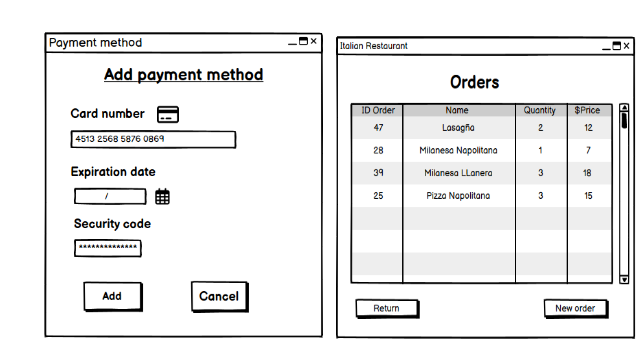 Payment method
Add payment method
Card number
4513 2568 5876 0869
Expiration date
/
Security code
**************
Add Cancel
Italian Restaurant
Orders
ID Order Name Quantity $Price
47 Lasagña 2 12
28 Milanesa Napolitana 1 7
39 Milanesa LLanera 3 18
25 Pizza Napolitana 3 15
Return New order